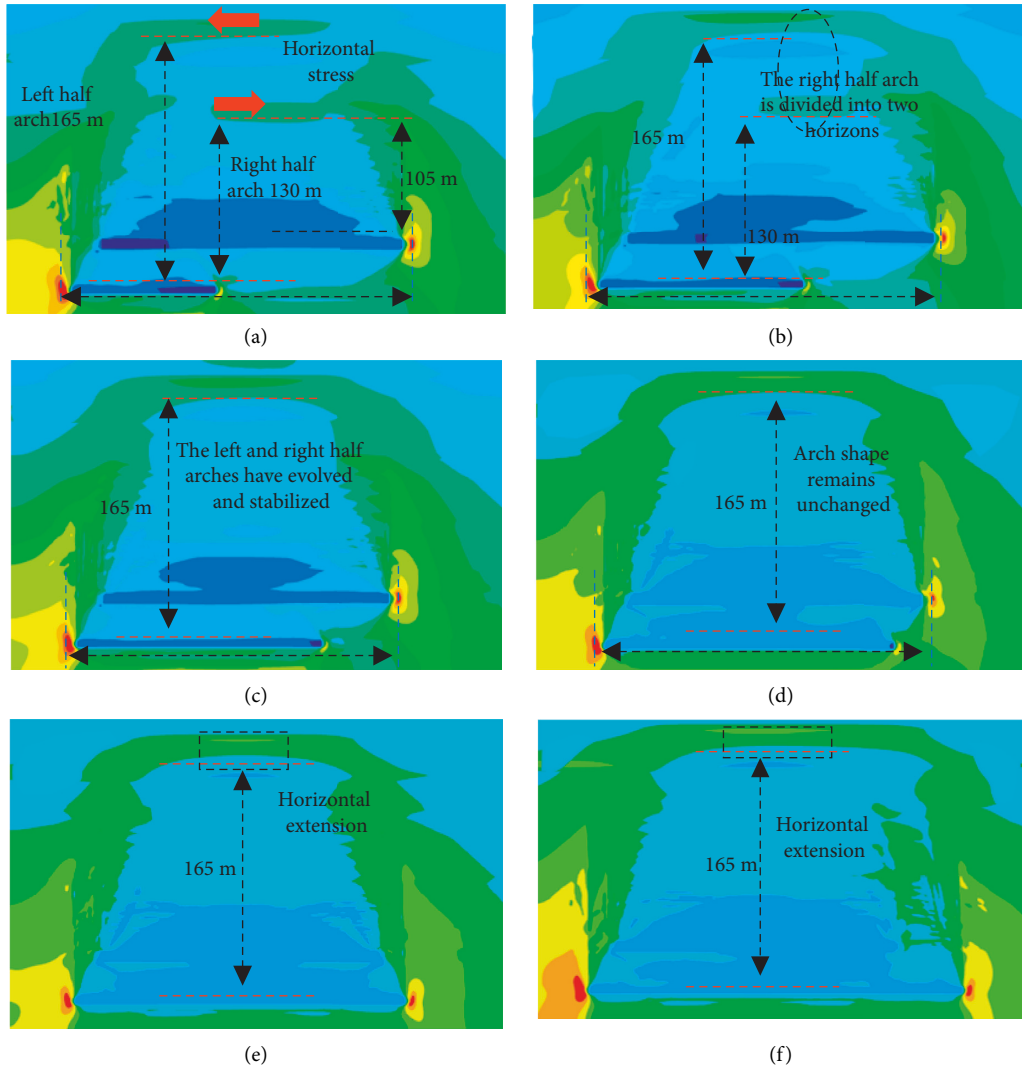 Horizontal
stress
Left half
arch165 m
Right half
arch 130 m
105 m
(a)
The right half arch
is divided into two
horizons
165 m
130 m
(b)
The left and right half
arches have evolved
and stabilized
165 m
(c)
Arch shape
remains
unchanged
165 m
(d)
Horizontal
extension
165 m
(e)
Horizontal
extension
165 m
(f)